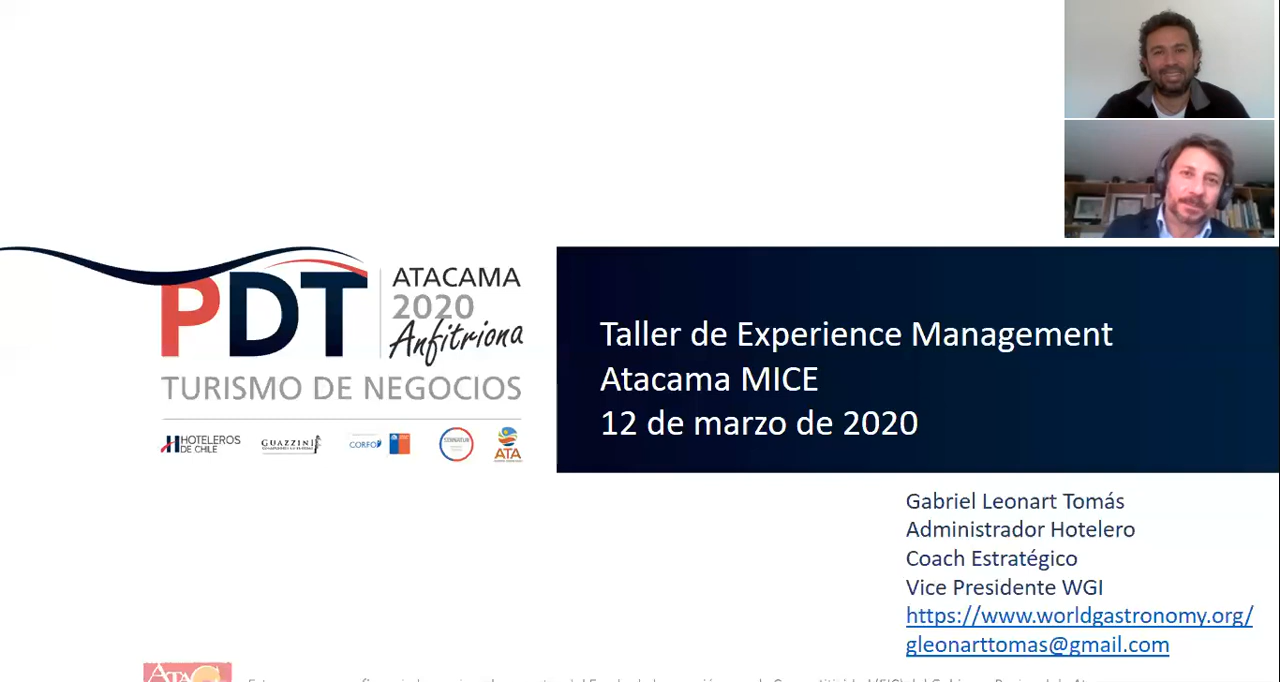 PDT
ATACAMA
2020
Anfitriona
TURISMO DE NEGOCIOS
HOTELEROS
DE CHILE
GUAZZINI
CORFO
ATA
Taller de Experience Management
Atacama MICE
12 de marzo de 2020
Gabriel Leonart Tomás
Administrador Hotelero
Coach Estratégico
Vice Presidente WGI
https://www.worldgastronomy.org/
gleonarttomas@gmail.com